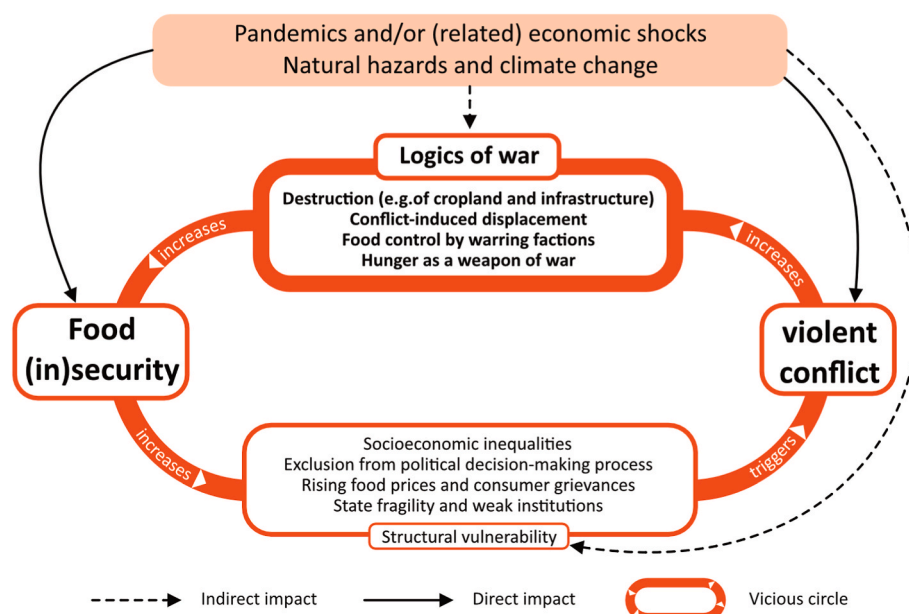 Pandemics and/or (related) economic shocks
Natural hazards and climate change
Logics of war
Destruction (e.g.of cropland and infrastructure)
Conflict-induced displacement
Food control by warring factions
Hunger as a weapon of war
increases
increases
Food
(in)security
violent
conflict
increases
triggers
Socioeconomic inequalities
Exclusion from political decision-making process
Rising food prices and consumer grievances
State fragility and weak institutions
Structural vulnerability
Indirect impact
Direct impact
Vicious circle